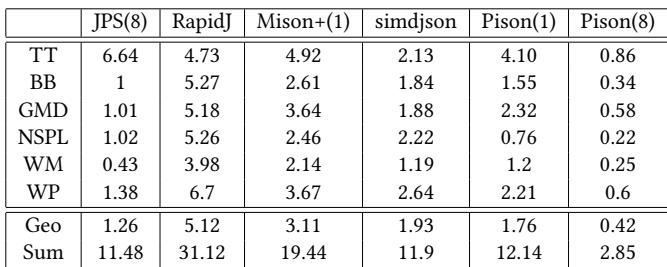 JPS(8) RapidJ Mison+(1) simdjson Pison(1) Pison(8)
TT 6.64 4.73 4.92 2.13 4.10 0.86
BB 1 5.27 2.61 1.84 1.55 0.34
GMD 1.01 5.18 3.64 1.88 2.32 0.58
NSPL 1.02 5.26 2.46 2.22 0.76 0.22
WM 0.43 3.98 2.14 1.19 1.2 0.25
WP 1.38 6.7 3.67 2.64 2.21 0.6
Geo 1.26 5.12 3.11 1.93 1.76 0.42
Sum 11.48 31.12 19.44 11.9 12.14 2.85